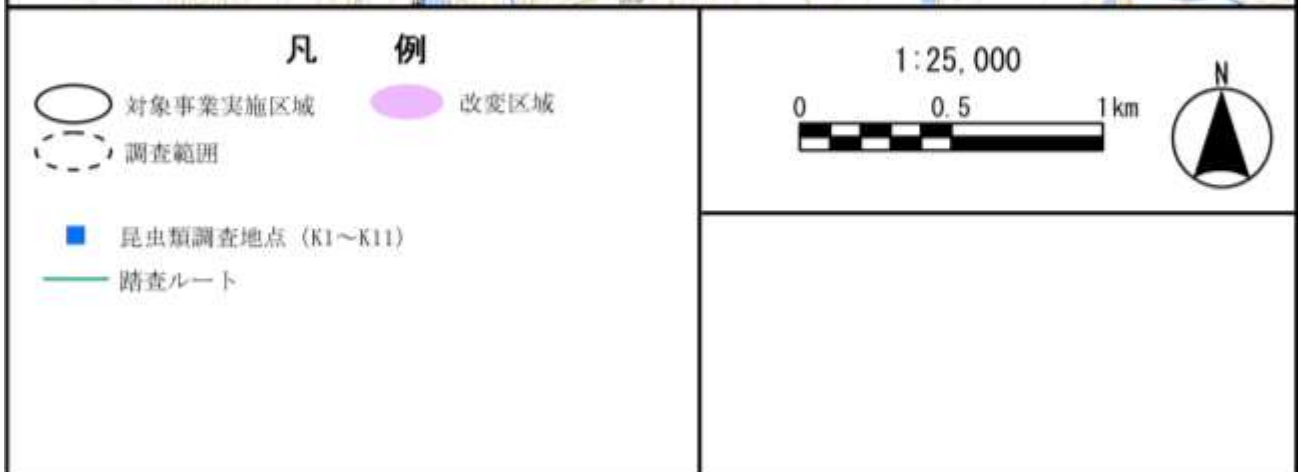 凡 例
対象事業実施区域 改変区域
調査範囲
昆虫類調査地点 (K1～K11)
踏査ルート
1:25,000
0 0.5 1km
N